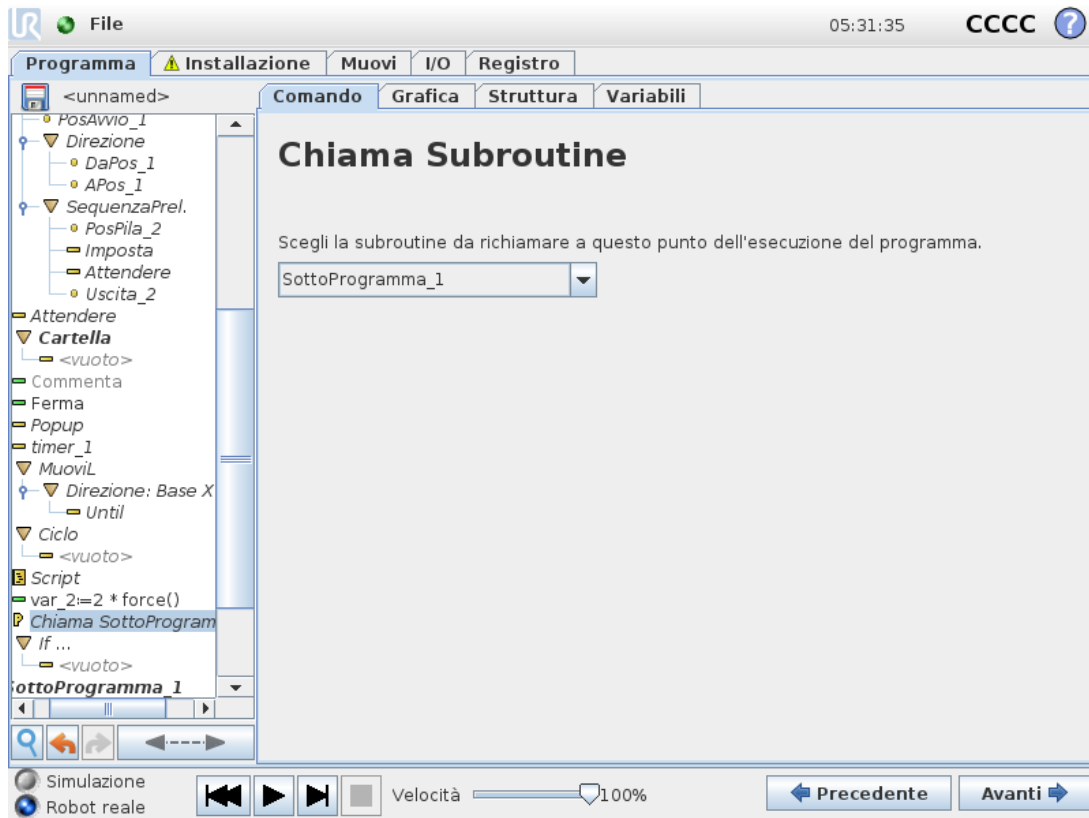 File 05:31:35 CCCC ?
Programma Installazione Muovi I/O Registro
<unnamed> Comando Grafica Struttura Variabili
PosAvvio_1
Direzione
DaPos_1
APos_1
SequenzaPrel.
PosPila_2
Imposta
Attendere
Uscita_2
Attendere
Cartella
<vuoto>
Commenta
Ferma
Popup
timer_1
MuoviL
Direzione: Base X
Until
Ciclo
<vuoto>
Script
var_2:=2 * force()
Chiama SottoProgram
If ...
<vuoto>
SottoProgramma_1
Chiama Subroutine
Scegli la subroutine da richiamare a questo punto dell'esecuzione del programma.
SottoProgramma_1
Simulazione
Robot reale
Velocità 100%
Precedente Avanti